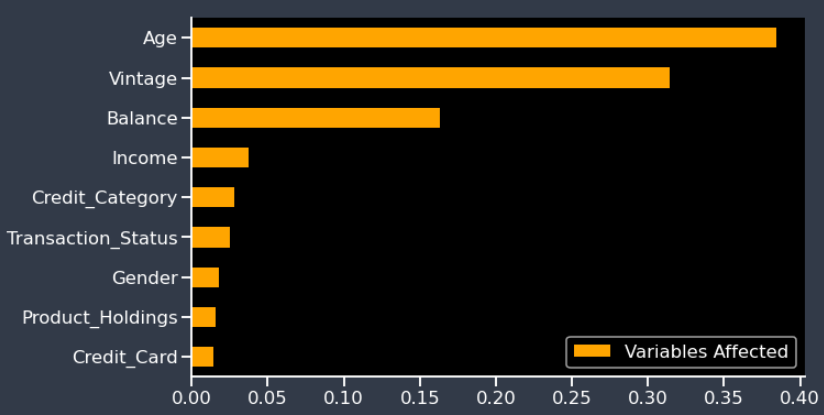 Age
Vintage
Balance
Income
Credit_Category
Transaction_Status
Gender
Product_Holdings
Credit_Card
Variables Affected
0.00 0.05 0.10 0.15 0.20 0.25 0.30 0.35 0.40